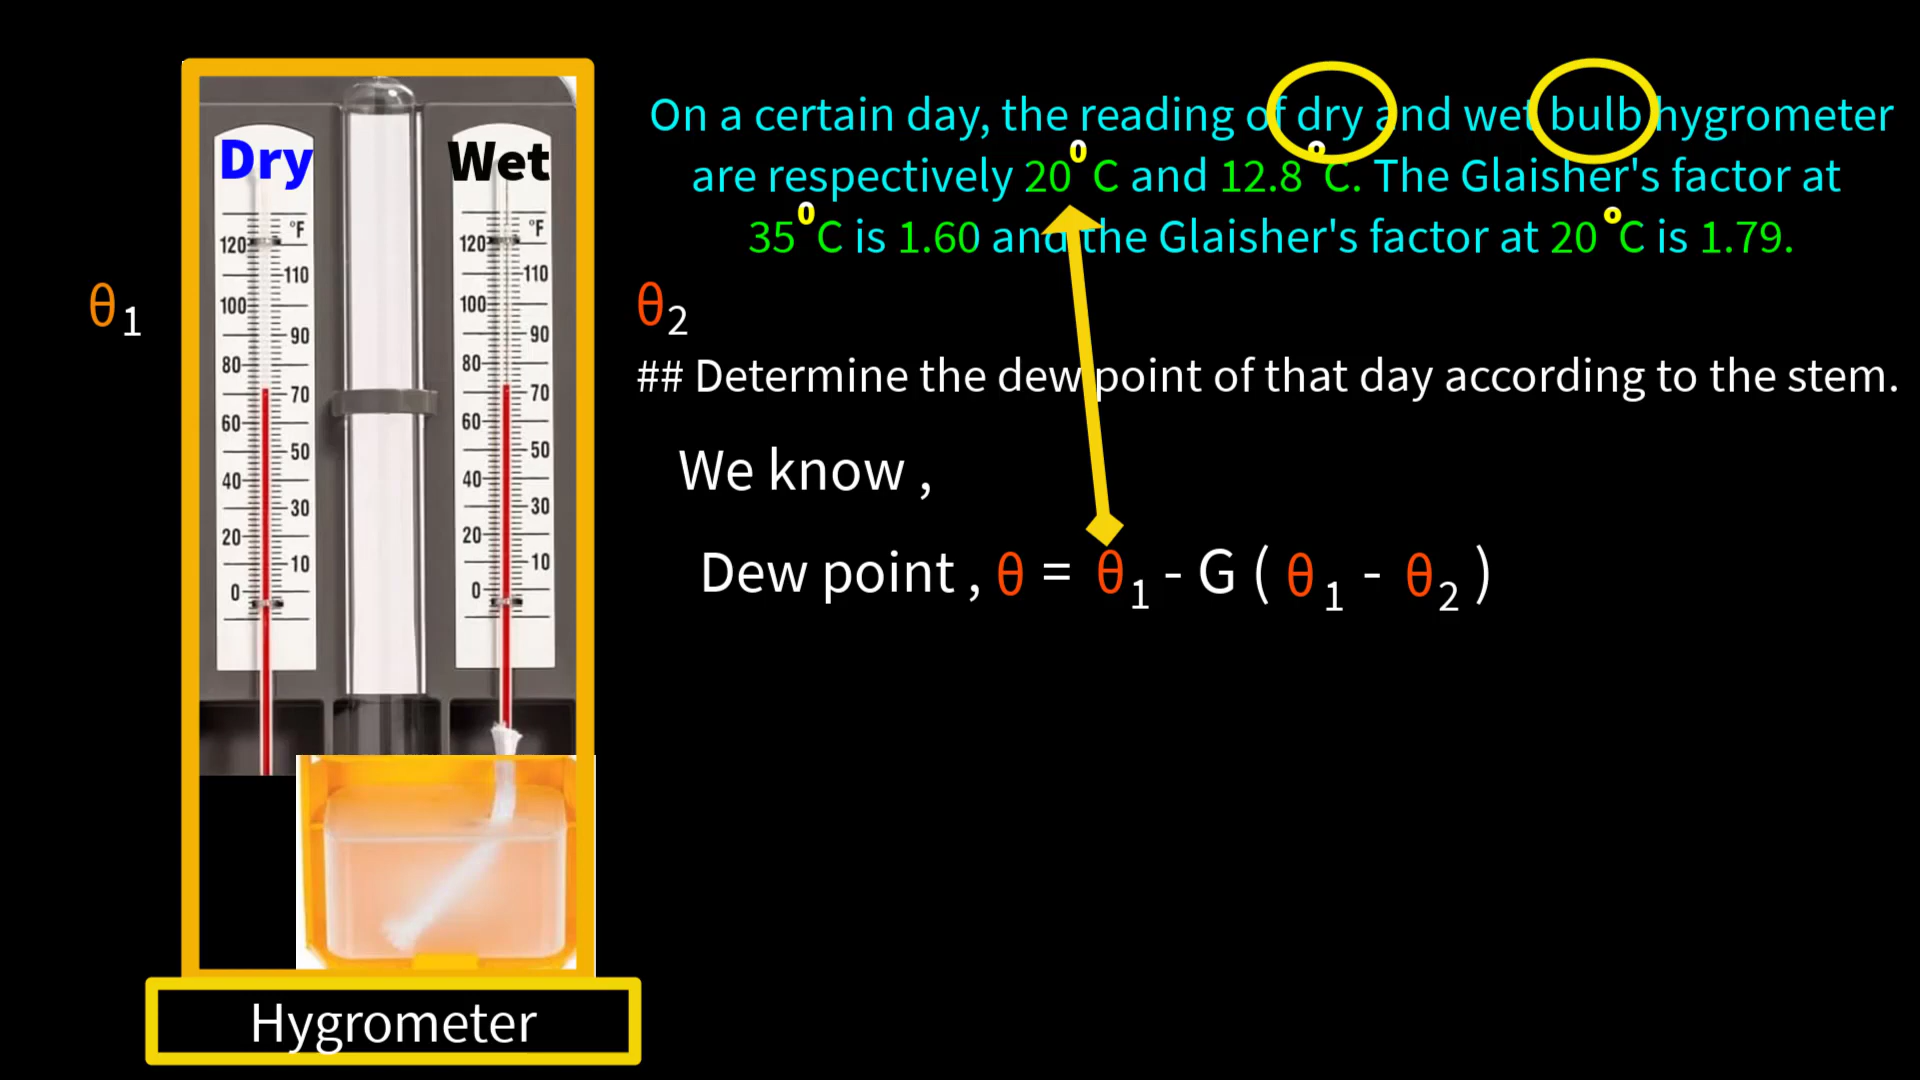 On a certain day, the reading of dry and wet bulb hygrometer
are respectively 20°C and 12.8°C. The Glaisher's factor at
35°C is 1.60 and the Glaisher's factor at 20°C is 1.79.
Dry Wet
°F °F
120 120
110 110
100 100
90 90
80 80
70 70
60 60
50 50
40 40
30 30
20 20
10 10
0 0
θ1
θ2
## Determine the dew point of that day according to the stem.
We know ,
Dew point , θ = θ1 - G ( θ1 - θ2 )
Hygrometer